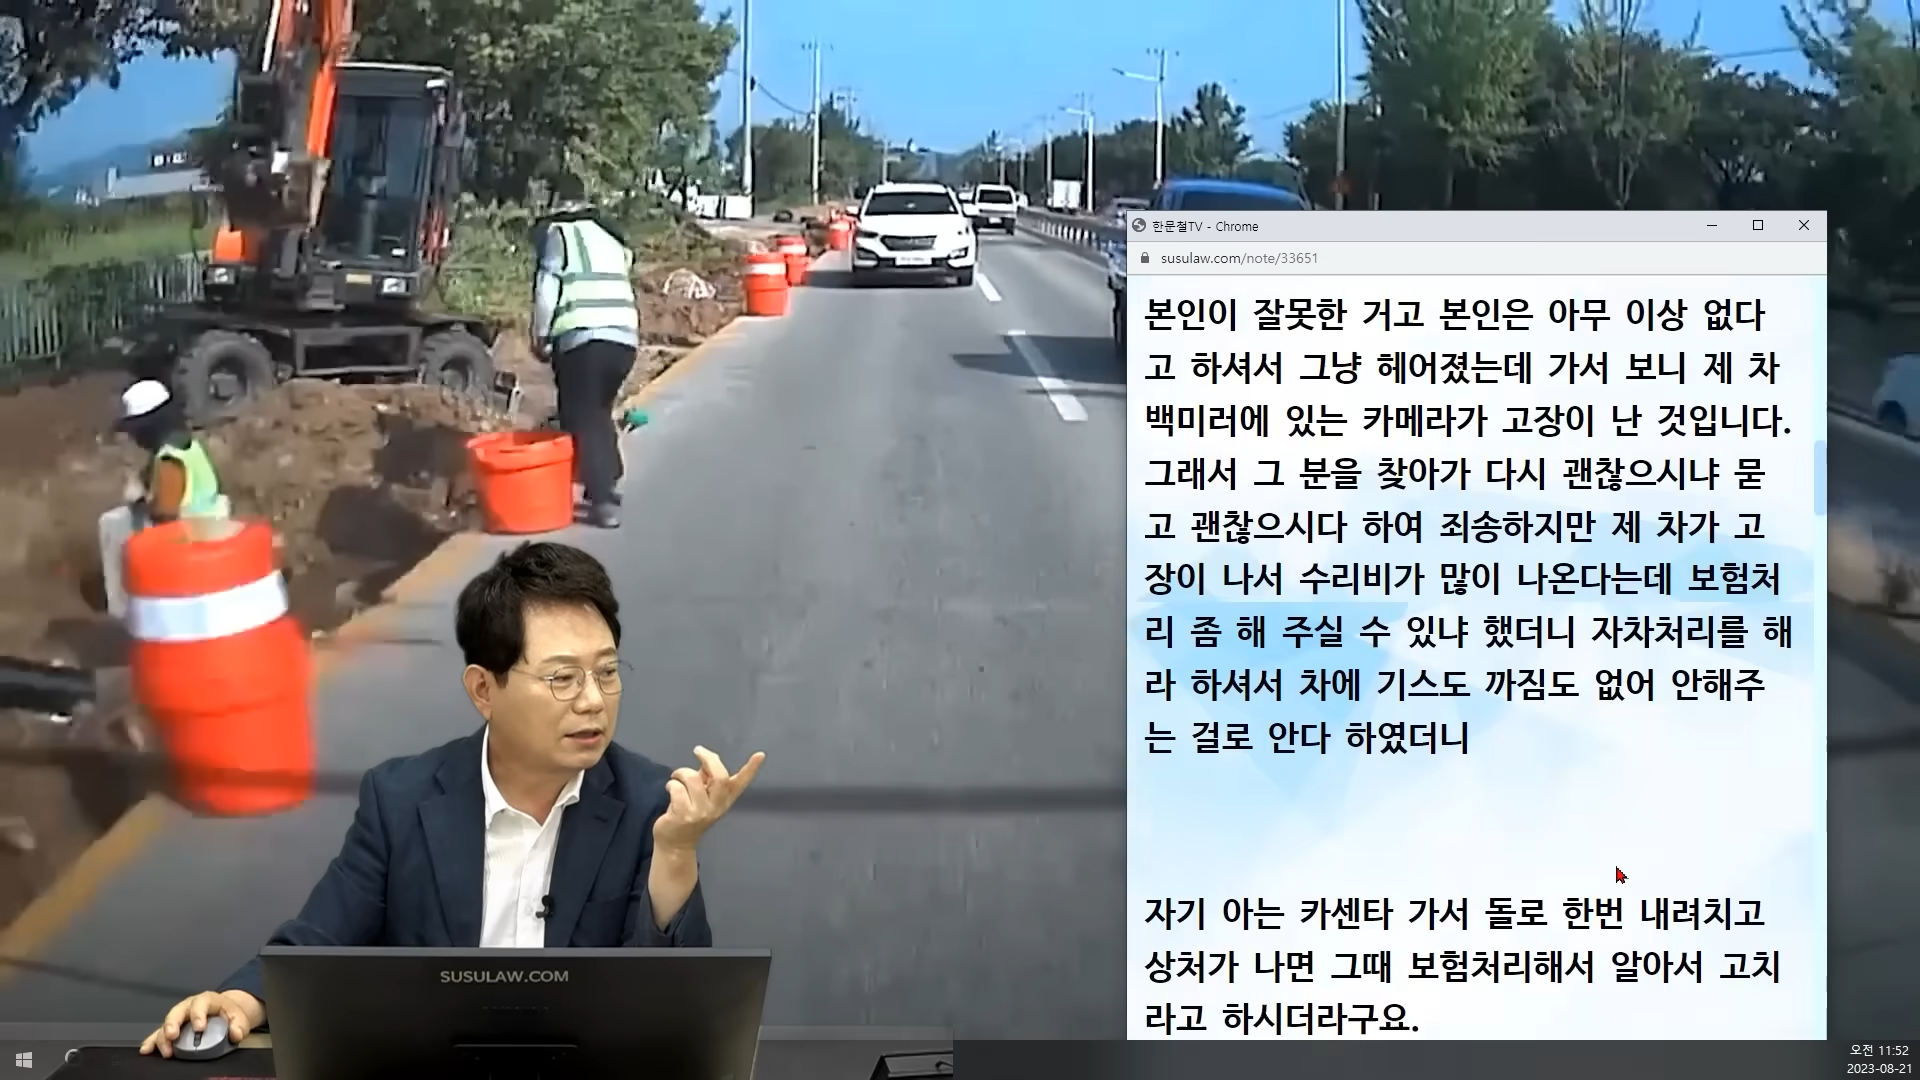 한문철TV - Chrome
susulaw.com/note/33651
본인이 잘못한 거고 본인은 아무 이상 없다
고 하셔서 그냥 헤어졌는데 가서 보니 제 차
백미러에 있는 카메라가 고장이 난 것입니다.
그래서 그 분을 찾아가 다시 괜찮으시냐 묻
고 괜찮으시다 하여 죄송하지만 제 차가 고
장이 나서 수리비가 많이 나온다는데 보험처
리 좀 해 주실 수 있냐 했더니 자차처리를 해
라 하셔서 차에 기스도 까짐도 없어 안해주
는 걸로 안다 하였더니
자기 아는 카센타 가서 돌로 한번 내려치고
상처가 나면 그때 보험처리해서 알아서 고치
라고 하시더라구요.
SUSULAW.COM
오전 11:52
2023-08-21